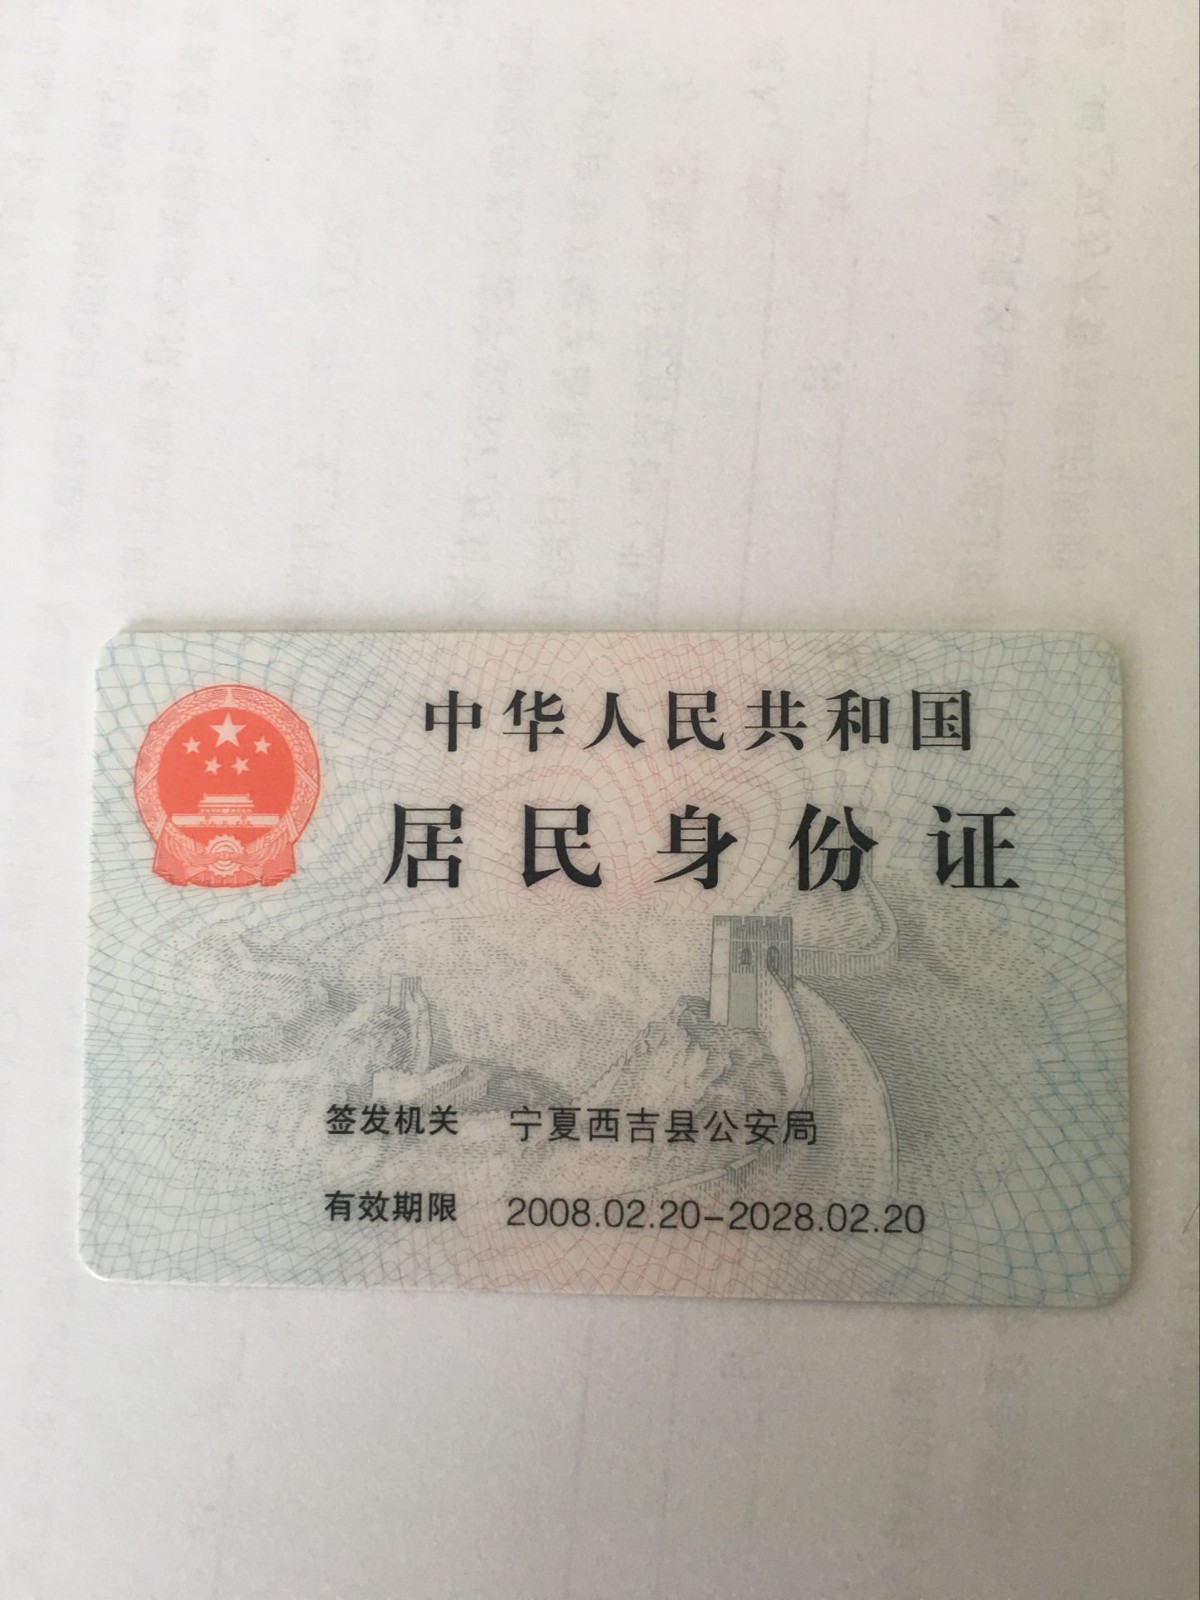 中华人民共和国
居民身份证
签发机关 宁夏西吉县公安局
有效期限 2008.02.20-2028.02.20